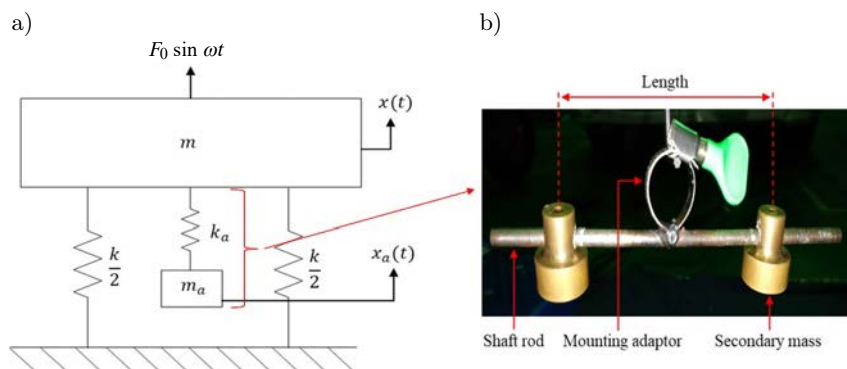 a)
b)
F₀ sin ωt
x(t)
m
kₐ
k/2
mₐ
k/2
xₐ(t)
Length
Shaft rod
Mounting adaptor
Secondary mass